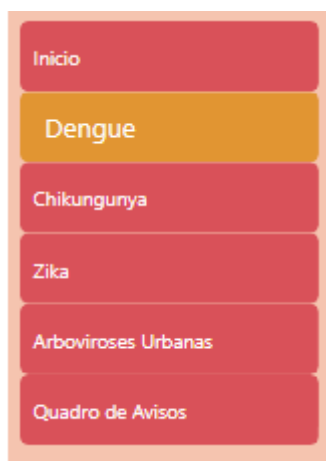 Inicio
Dengue
Chikungunya
Zika
Arboviroses Urbanas
Quadro de Avisos